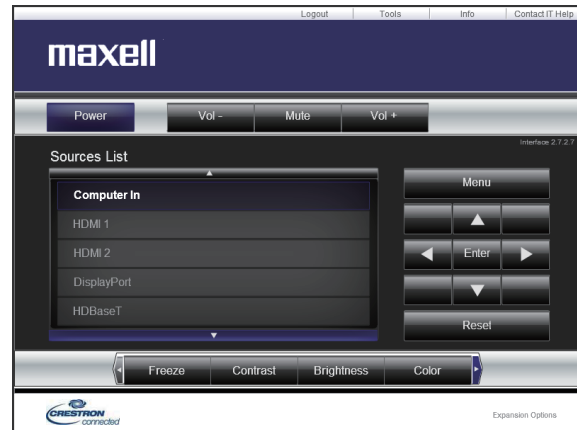 Logout Tools Info Contact IT Help
maxell
Power Vol - Mute Vol +
Interface 2.7.2.7
Sources List
Computer In
Menu
HDMI 1
HDMI 2
Enter
DisplayPort
HDBaseT
Reset
Freeze Contrast Brightness Color
CRESTRON
connected
Expansion Options